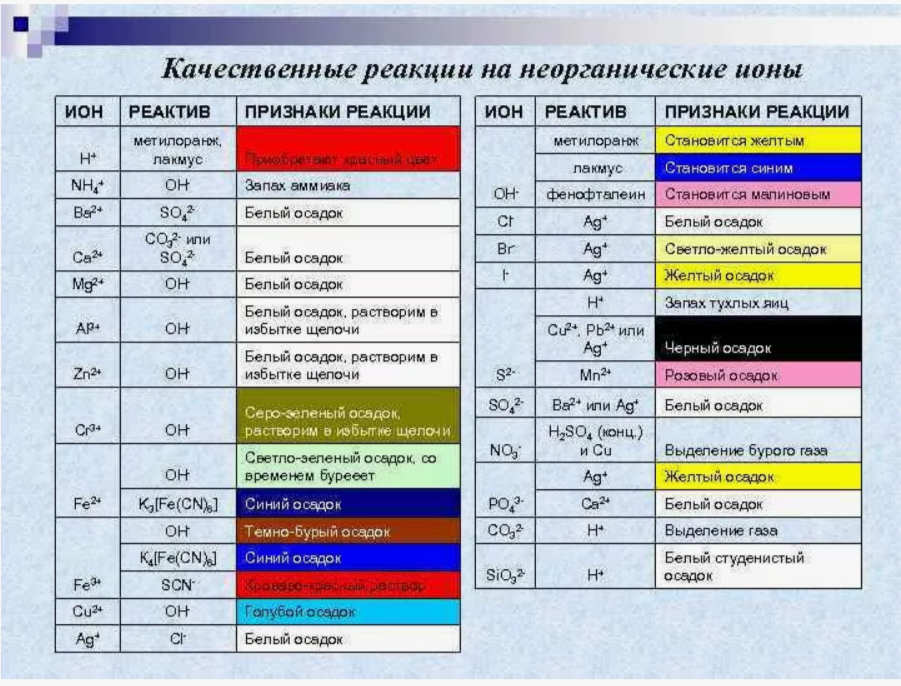 Качественные реакции на неорганические ионы
ИОН РЕАКТИВ ПРИЗНАКИ РЕАКЦИИ
H⁺ метилоранж,
лакмус Приобретают красный цвет
NH₄⁺ OH⁻ Запах аммиака
Ba²⁺ SO₄²⁻ Белый осадок
Ca²⁺ CO₃²⁻ или
SO₄²⁻ Белый осадок
Mg²⁺ OH⁻ Белый осадок
Al³⁺ OH⁻ Белый осадок, растворим в
избытке щелочи
Zn²⁺ OH⁻ Белый осадок, растворим в
избытке щелочи
Cr³⁺ OH⁻ Серо-зеленый осадок,
растворим в избытке щелочи
Fe²⁺ OH⁻ Светло-зеленый осадок, со
временем буреет
K₃[Fe(CN)₆] Синий осадок
Fe³⁺ OH⁻ Темно-бурый осадок
K₄[Fe(CN)₆] Синий осадок
SCN⁻ Кроваво-красный раствор
Cu²⁺ OH⁻ Голубой осадок
Ag⁺ Cl⁻ Белый осадок
ИОН РЕАКТИВ ПРИЗНАКИ РЕАКЦИИ
OH⁻ метилоранж Становится желтым
лакмус Становится синим
фенофталеин Становится малиновым
Cl⁻ Ag⁺ Белый осадок
Br⁻ Ag⁺ Светло-желтый осадок
I⁻ Ag⁺ Желтый осадок
S²⁻ H⁺ Запах тухлых яиц
Cu²⁺, Pb²⁺ или
Ag⁺ Черный осадок
Mn²⁺ Розовый осадок
SO₄²⁻ Ba²⁺ или Ag⁺ Белый осадок
NO₃⁻ H₂SO₄ (конц.)
и Cu Выделение бурого газа
PO₄³⁻ Ag⁺ Желтый осадок
Ca²⁺ Белый осадок
CO₃²⁻ H⁺ Выделение газа
SiO₃²⁻ H⁺ Белый студенистый
осадок